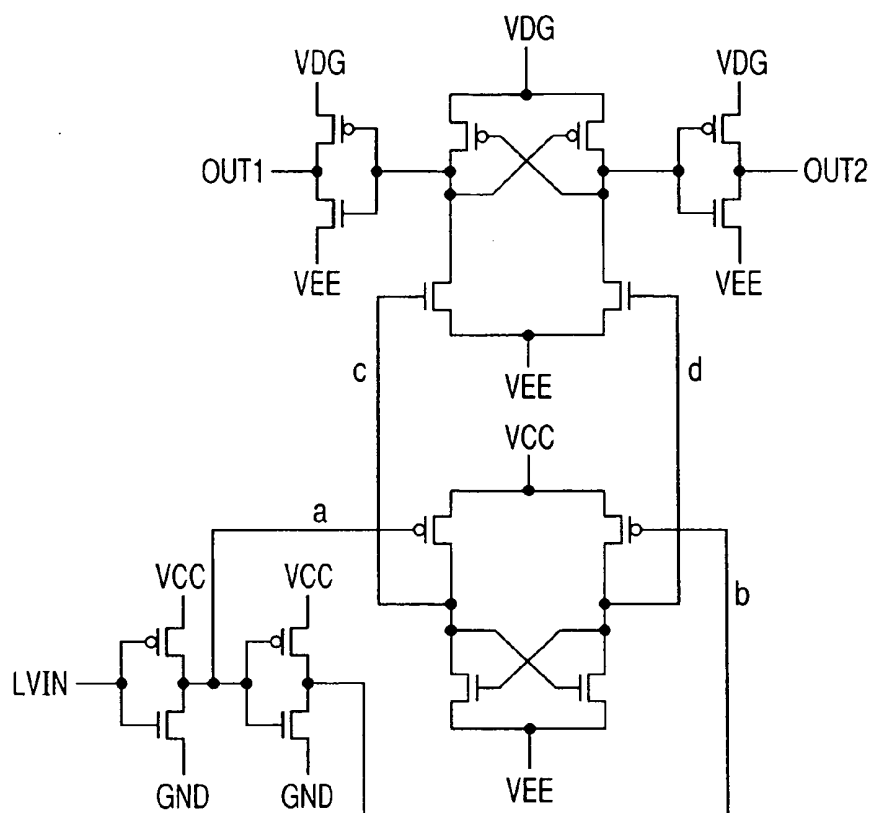 VDG
VDG
VDG
OUT1
OUT2
VEE
VEE
c
VEE
d
VCC
a
VCC
VCC
b
LVIN
GND
GND
VEE